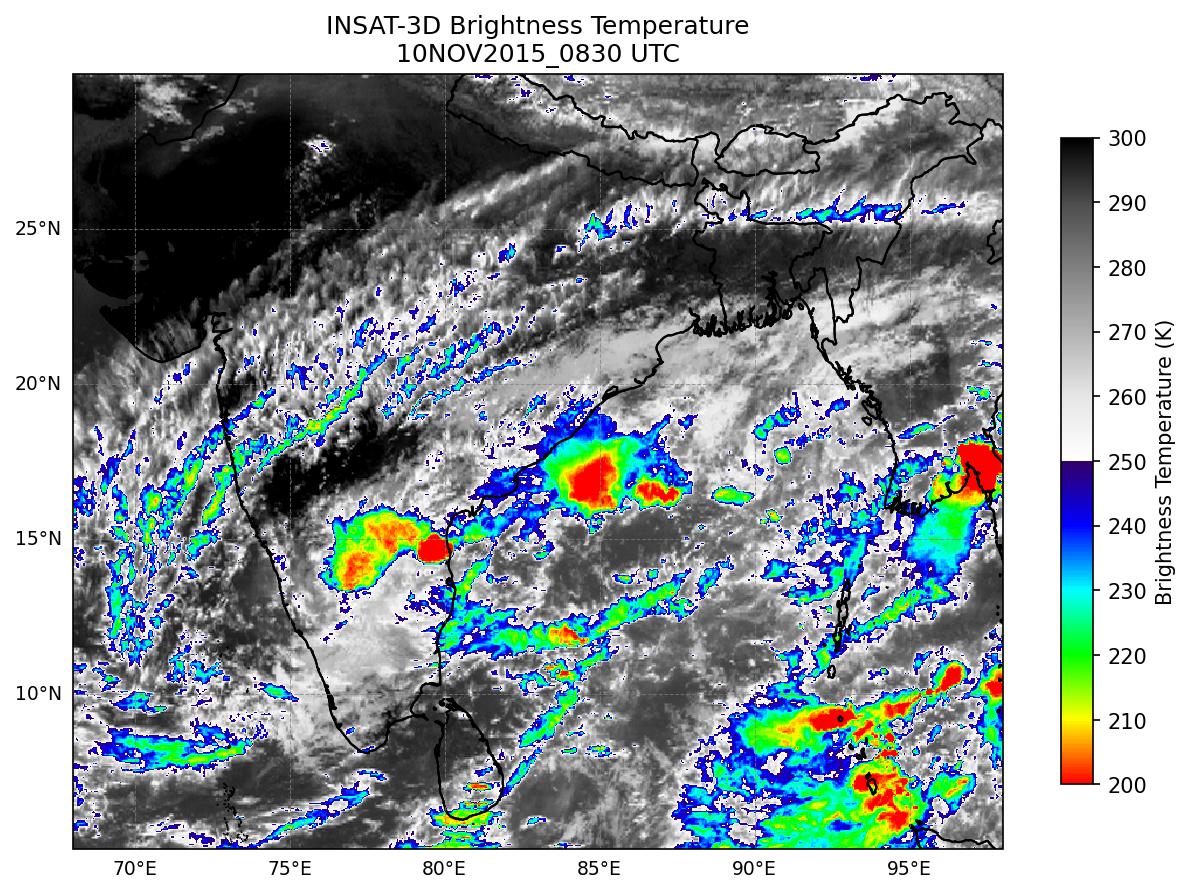 INSAT-3D Brightness Temperature
10NOV2015_0830 UTC
25°N
20°N
15°N
10°N
70°E
75°E
80°E
85°E
90°E
95°E
300
290
280
270
260
250
240
230
220
210
200
Brightness Temperature (K)